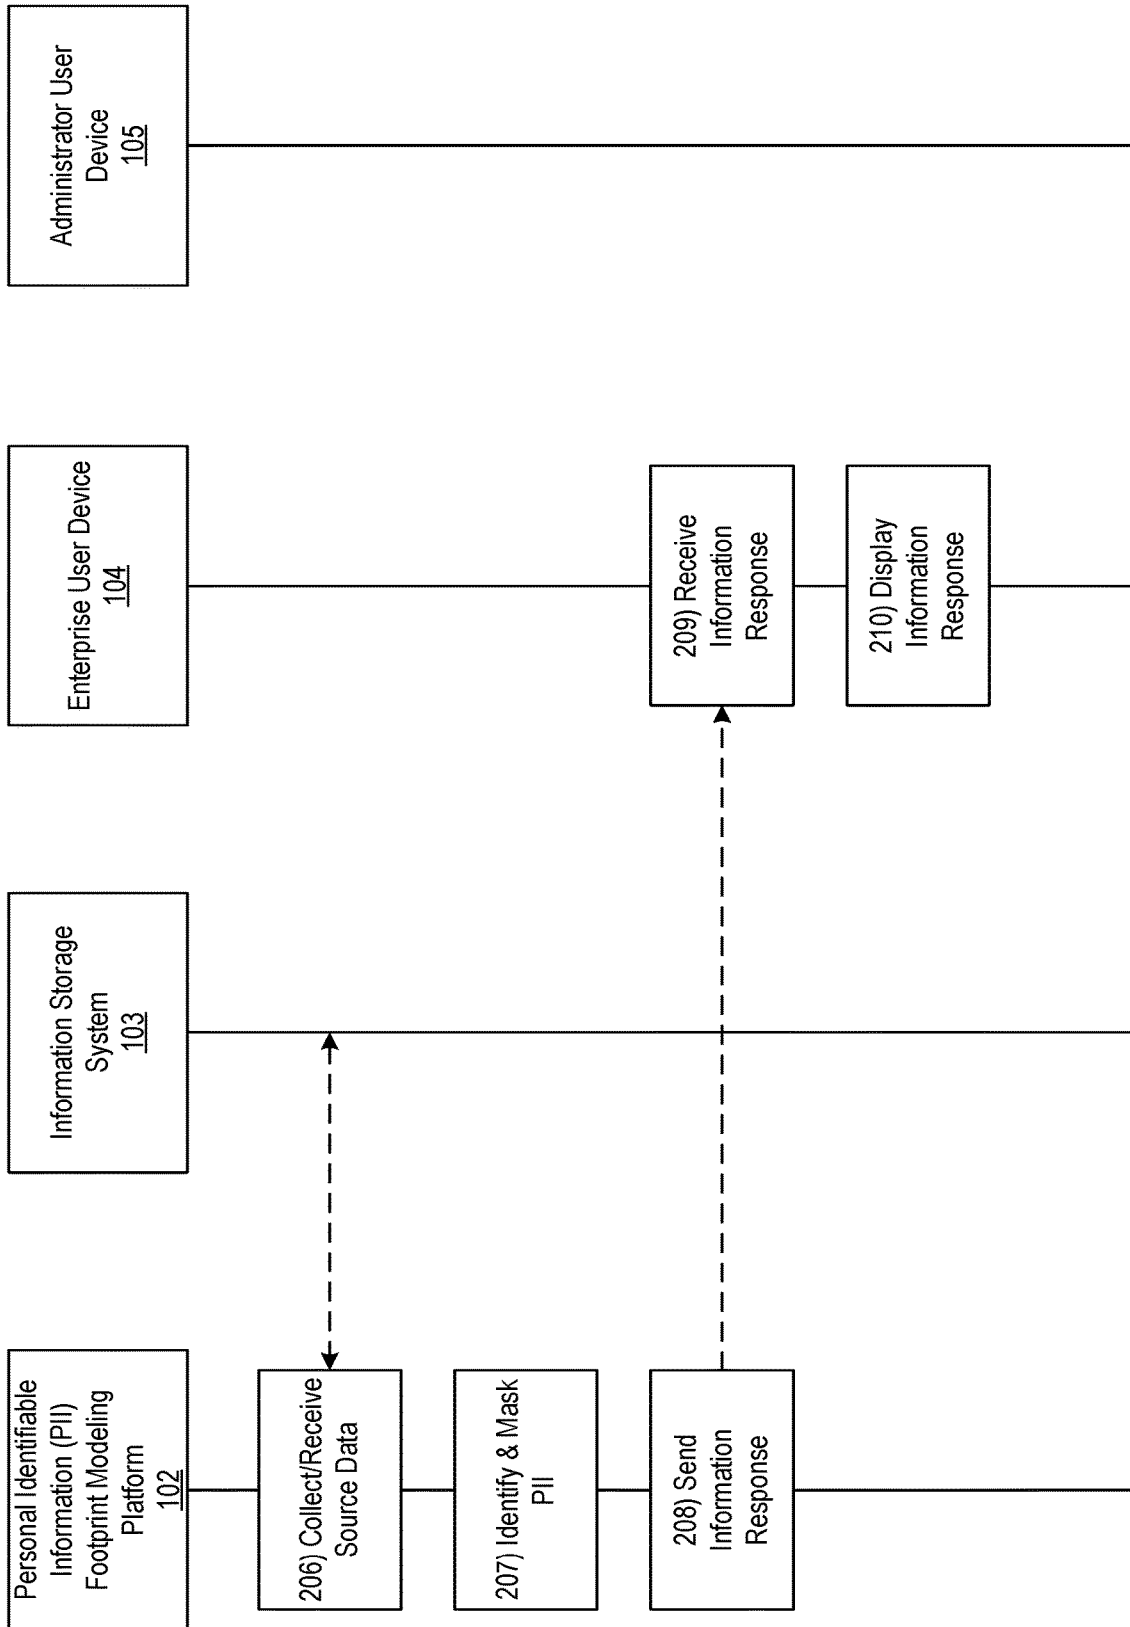 Personal Identifiable
Information (PII)
Footprint Modeling
Platform
102
Information Storage
System
103
Enterprise User Device
104
Administrator User
Device
105
206) Collect/Receive
Source Data
207) Identify & Mask
PII
208) Send
Information
Response
209) Receive
Information
Response
210) Display
Information
Response